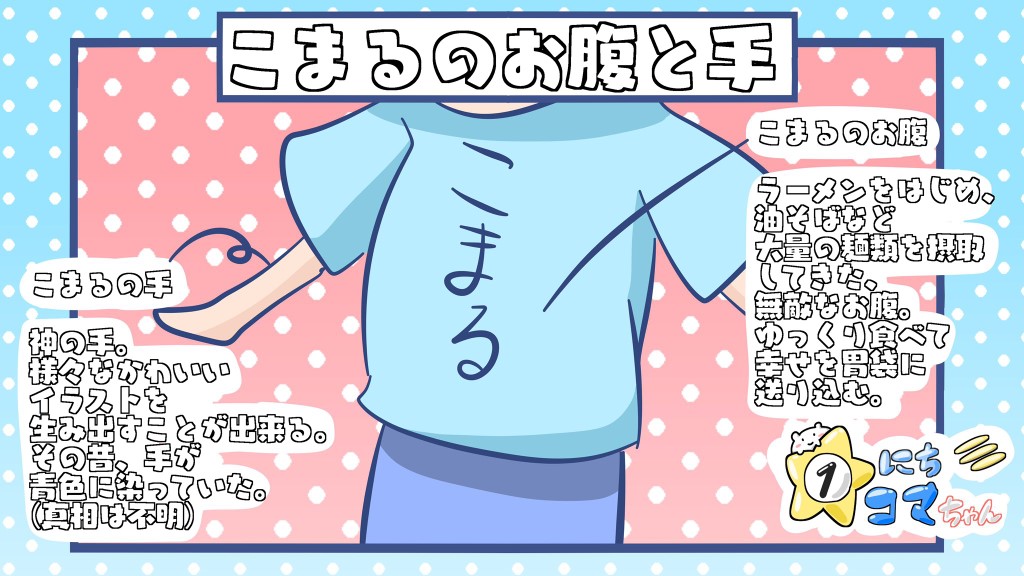 こまるのお腹と手
こまるのお腹
ラーメンをはじめ、
油そばなど
大量の麺類を摂取
してきた、
無敵なお腹。
ゆっくり食べて
幸せを胃袋に
送り込む。
こまる
こまるの手
神の手。
様々なかわいい
イラストを
生み出すことが出来る。
その昔、手が
青色に染っていた。
(真相は不明)
1
にち
コマ
ちゃん